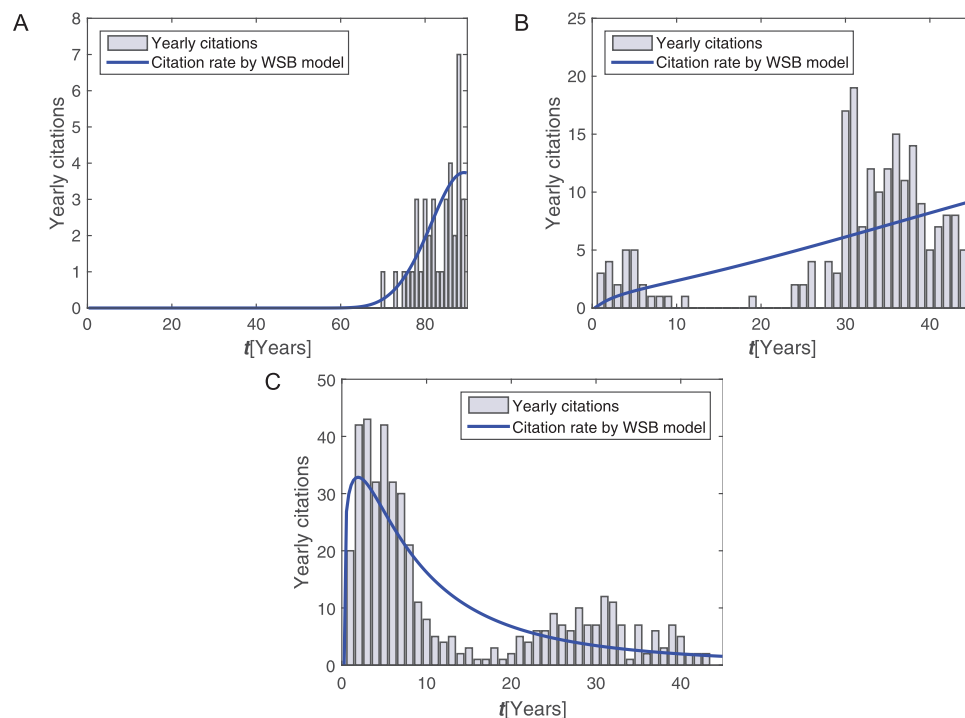 A
8
7
6
5
4
3
2
1
0
Yearly citations
Yearly citations
Citation rate by WSB model
0 20 40 60 80
t[Years]
B
25
20
15
10
5
0
Yearly citations
Yearly citations
Citation rate by WSB model
0 10 20 30 40
t[Years]
C
50
40
30
20
10
0
Yearly citations
Yearly citations
Citation rate by WSB model
0 10 20 30 40
t[Years]